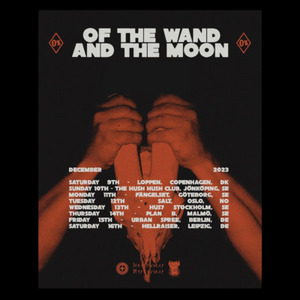 OF THE WAND
AND THE MOON
DECEMBER 2023
SATURDAY 9TH - LOPPEN, COPENHAGEN, DK
SUNDAY 10TH - THE HUSH HUSH CLUB, JÖNKÖPING, SE
MONDAY 11TH - FÄNGELSET, GÖTEBORG, SE
TUESDAY 12TH - SALT, OSLO, NO
WEDNESDAY 13TH - HUS7 STOCKHOLM, SE
THURSDAY 14TH - PLAN B, MALMÖ, SE
FRIDAY 15TH - URBAN SPREE, BERLIN, DE
SATURDAY 16TH - HELLRAISER, LEIPZIG, DE